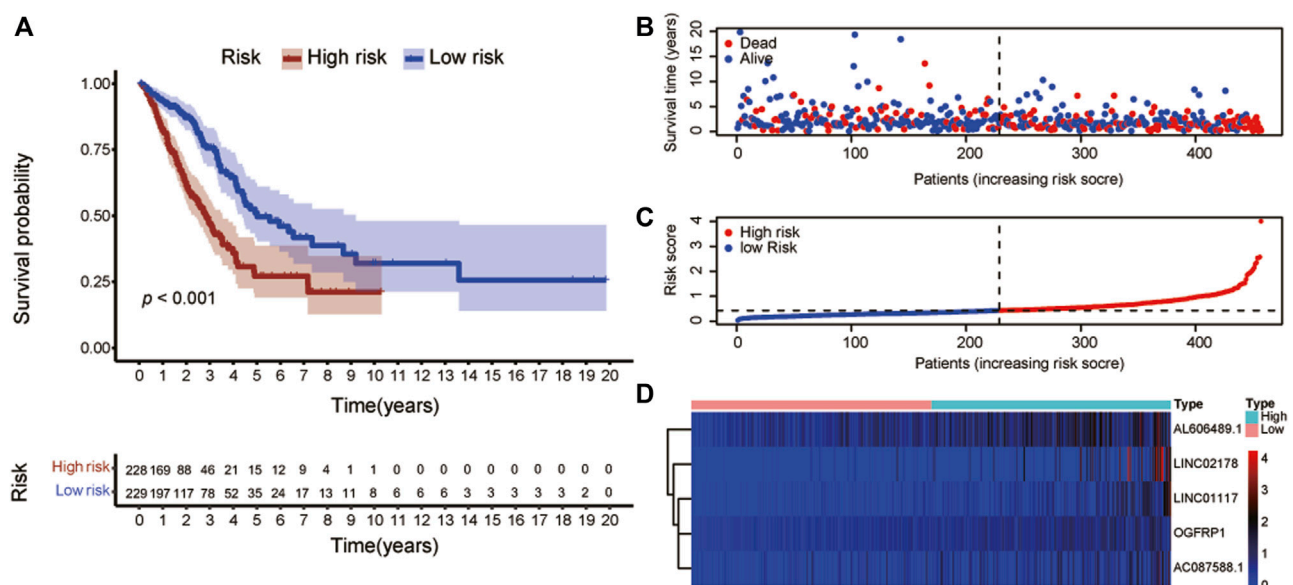 A
Risk High risk Low risk
1.00
0.75
0.50
0.25
0.00
Survival probability
p < 0.001
0 1 2 3 4 5 6 7 8 9 10 11 12 13 14 15 16 17 18 19 20
Time(years)
Risk
High risk 228 169 88 46 21 15 12 9 4 1 1 0 0 0 0 0 0 0 0 0 0
Low risk 229 197 117 78 52 35 24 17 13 11 8 6 6 6 3 3 3 3 3 2 0
0 1 2 3 4 5 6 7 8 9 10 11 12 13 14 15 16 17 18 19 20
Time(years)
B
Dead
Alive
Survival time (years)
20
15
10
5
0
0 100 200 300 400
Patients (increasing risk socre)
C
High risk
low Risk
Risk score
4
3
2
1
0
0 100 200 300 400
Patients (increasing risk socre)
D
Type
AL606489.1
LINC02178
LINC01117
OGFRP1
AC087588.1
Type
High
Low
4
3
2
1
0